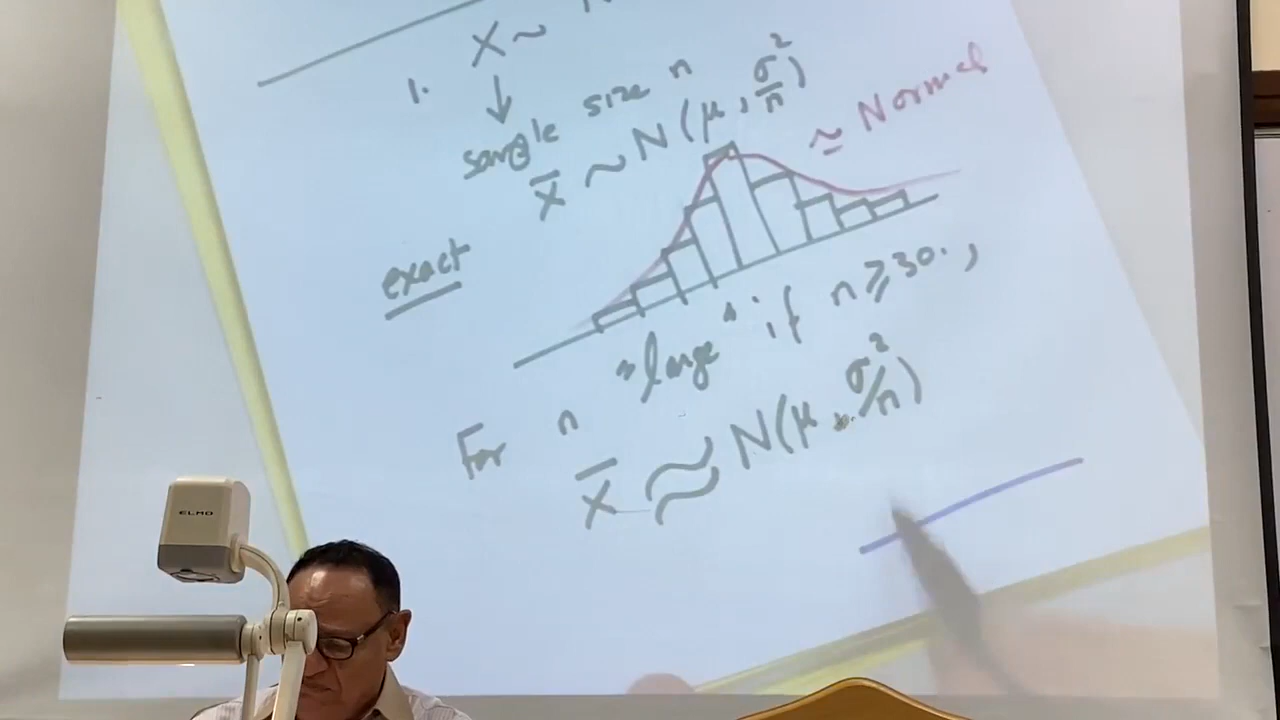 1. X ~ N
↓
sample size n
X̄ ~ N(μ, σ²/n)
≃ Normal
exact
For n "large" if n ≥ 30.,
X̄ ≈ N(μ, σ²/n)
ELMO